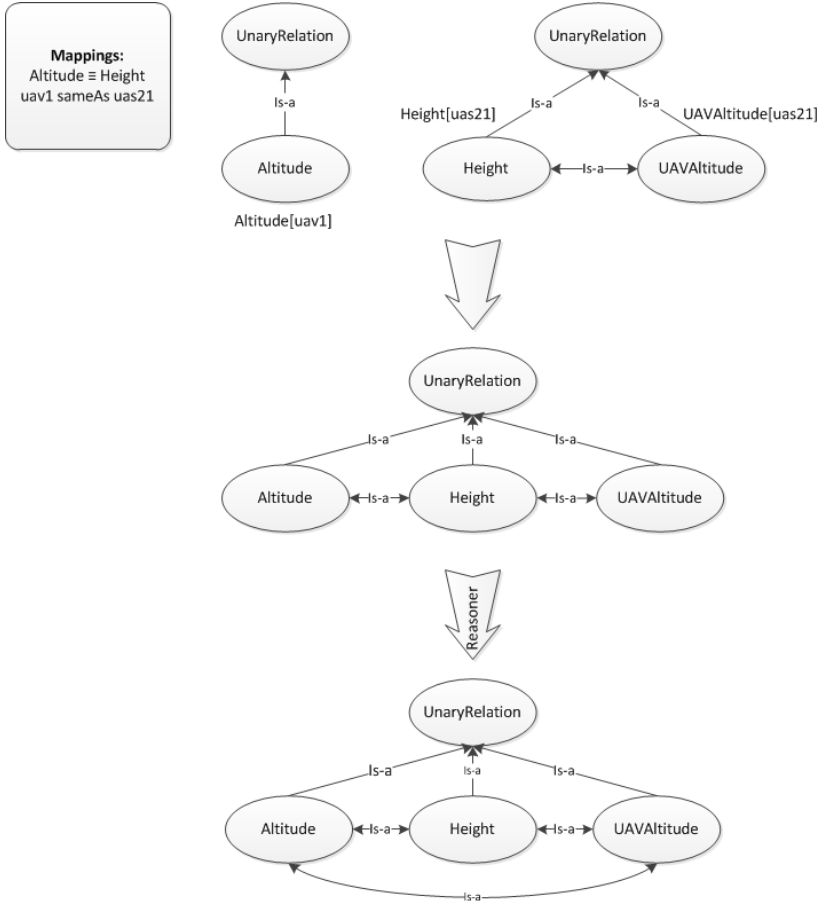 Mappings:
Altitude ≡ Height
uav1 sameAs uas21
UnaryRelation
Is-a
Altitude
Altitude[uav1]
UnaryRelation
Is-a
Is-a
Height[uas21]
UAVAltitude[uas21]
Height
Is-a
UAVAltitude
UnaryRelation
Is-a
Is-a
Is-a
Altitude
Is-a
Height
Is-a
UAVAltitude
Reasoner
UnaryRelation
Is-a
Is-a
Is-a
Altitude
Is-a
Height
Is-a
UAVAltitude
Is-a